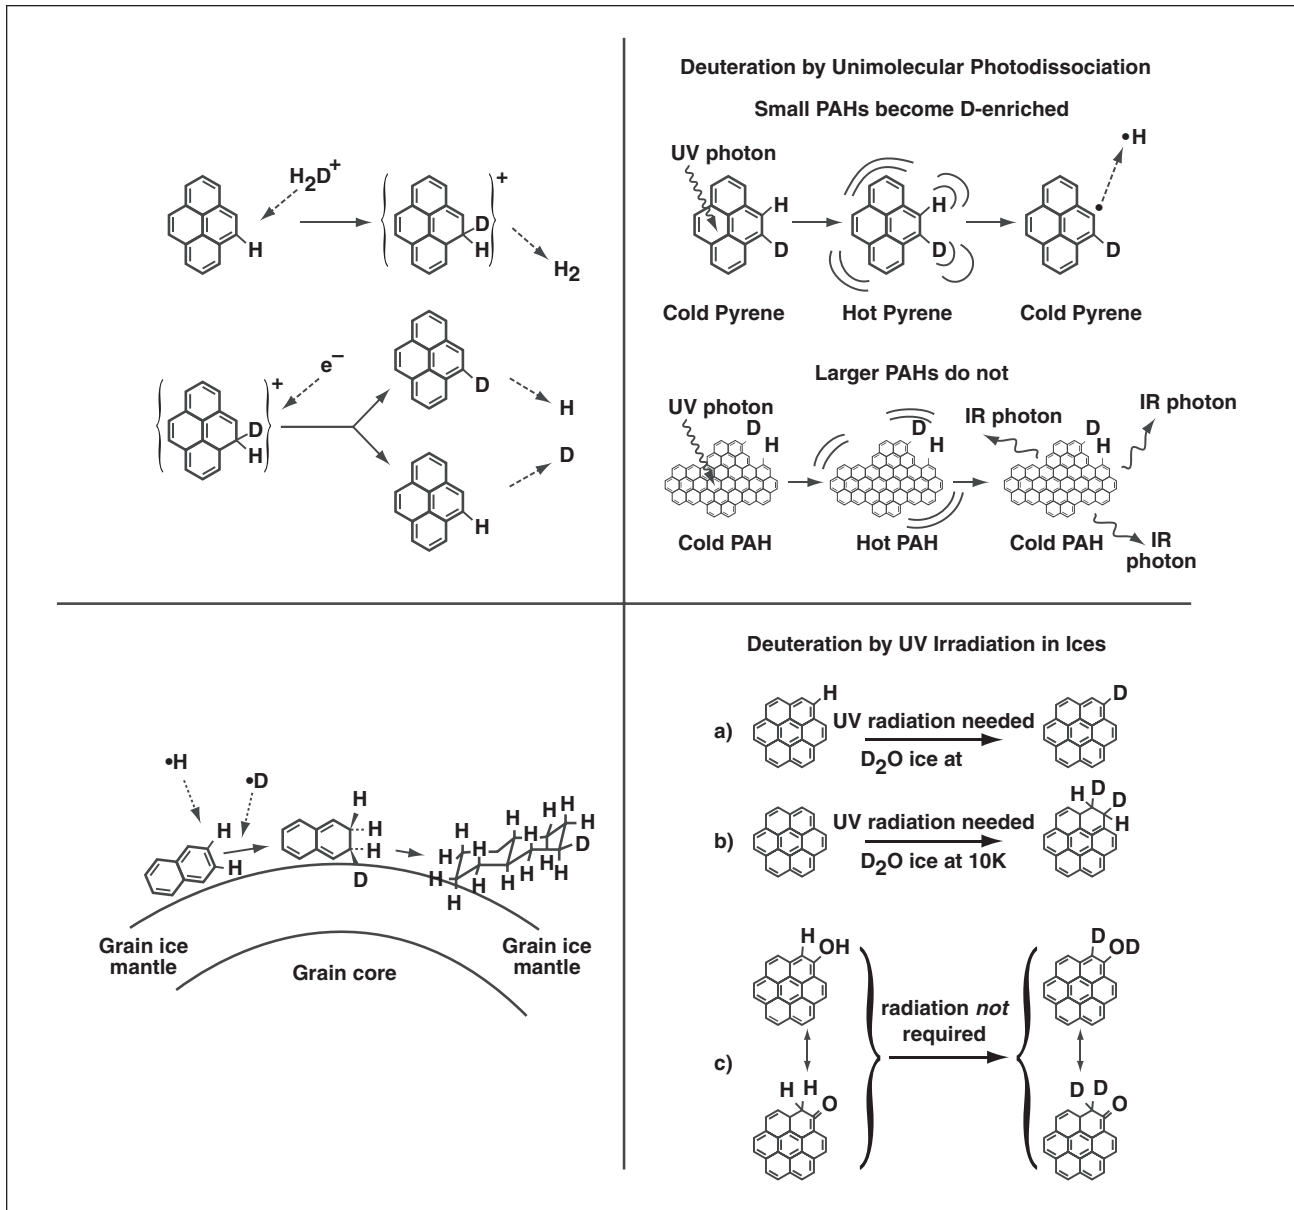 H2D+
H
{
D
H
}+
H2
e–
{
D
H
}+
D
H
H
D
Deuteration by Unimolecular Photodissociation
Small PAHs become D-enriched
UV photon
•H
H
D
H
D
•
D
Cold Pyrene
Hot Pyrene
Cold Pyrene
Larger PAHs do not
UV photon
D
H
D
H
IR photon
D
H
IR photon
Cold PAH
Hot PAH
Cold PAH
IR
photon
•H
•D
H
H
H
H
H
D
H
H
H
H
H
H
H
H
D
H
H
H
H
H
H
H
H
Grain ice
mantle
Grain core
Grain ice
mantle
Deuteration by UV Irradiation in Ices
a)
H
UV radiation needed
D2O ice at
D
b)
UV radiation needed
D2O ice at 10K
H
D
D
H
c)
H
OH
H
H
O
radiation not
required
D
OD
D
D
O